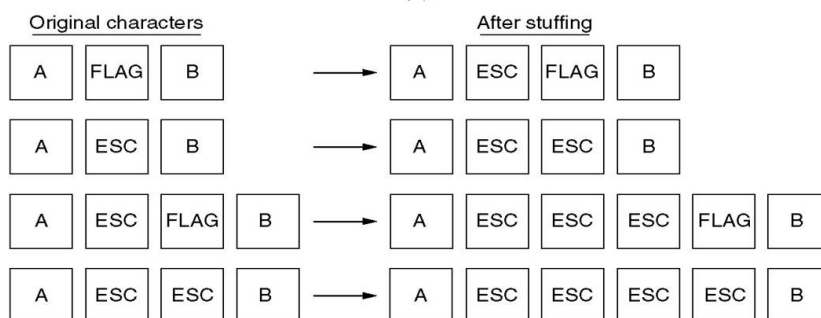 Original characters After stuffing
A FLAG B A ESC FLAG B
A ESC B A ESC ESC B
A ESC FLAG B A ESC ESC ESC FLAG B
A ESC ESC B A ESC ESC ESC ESC B